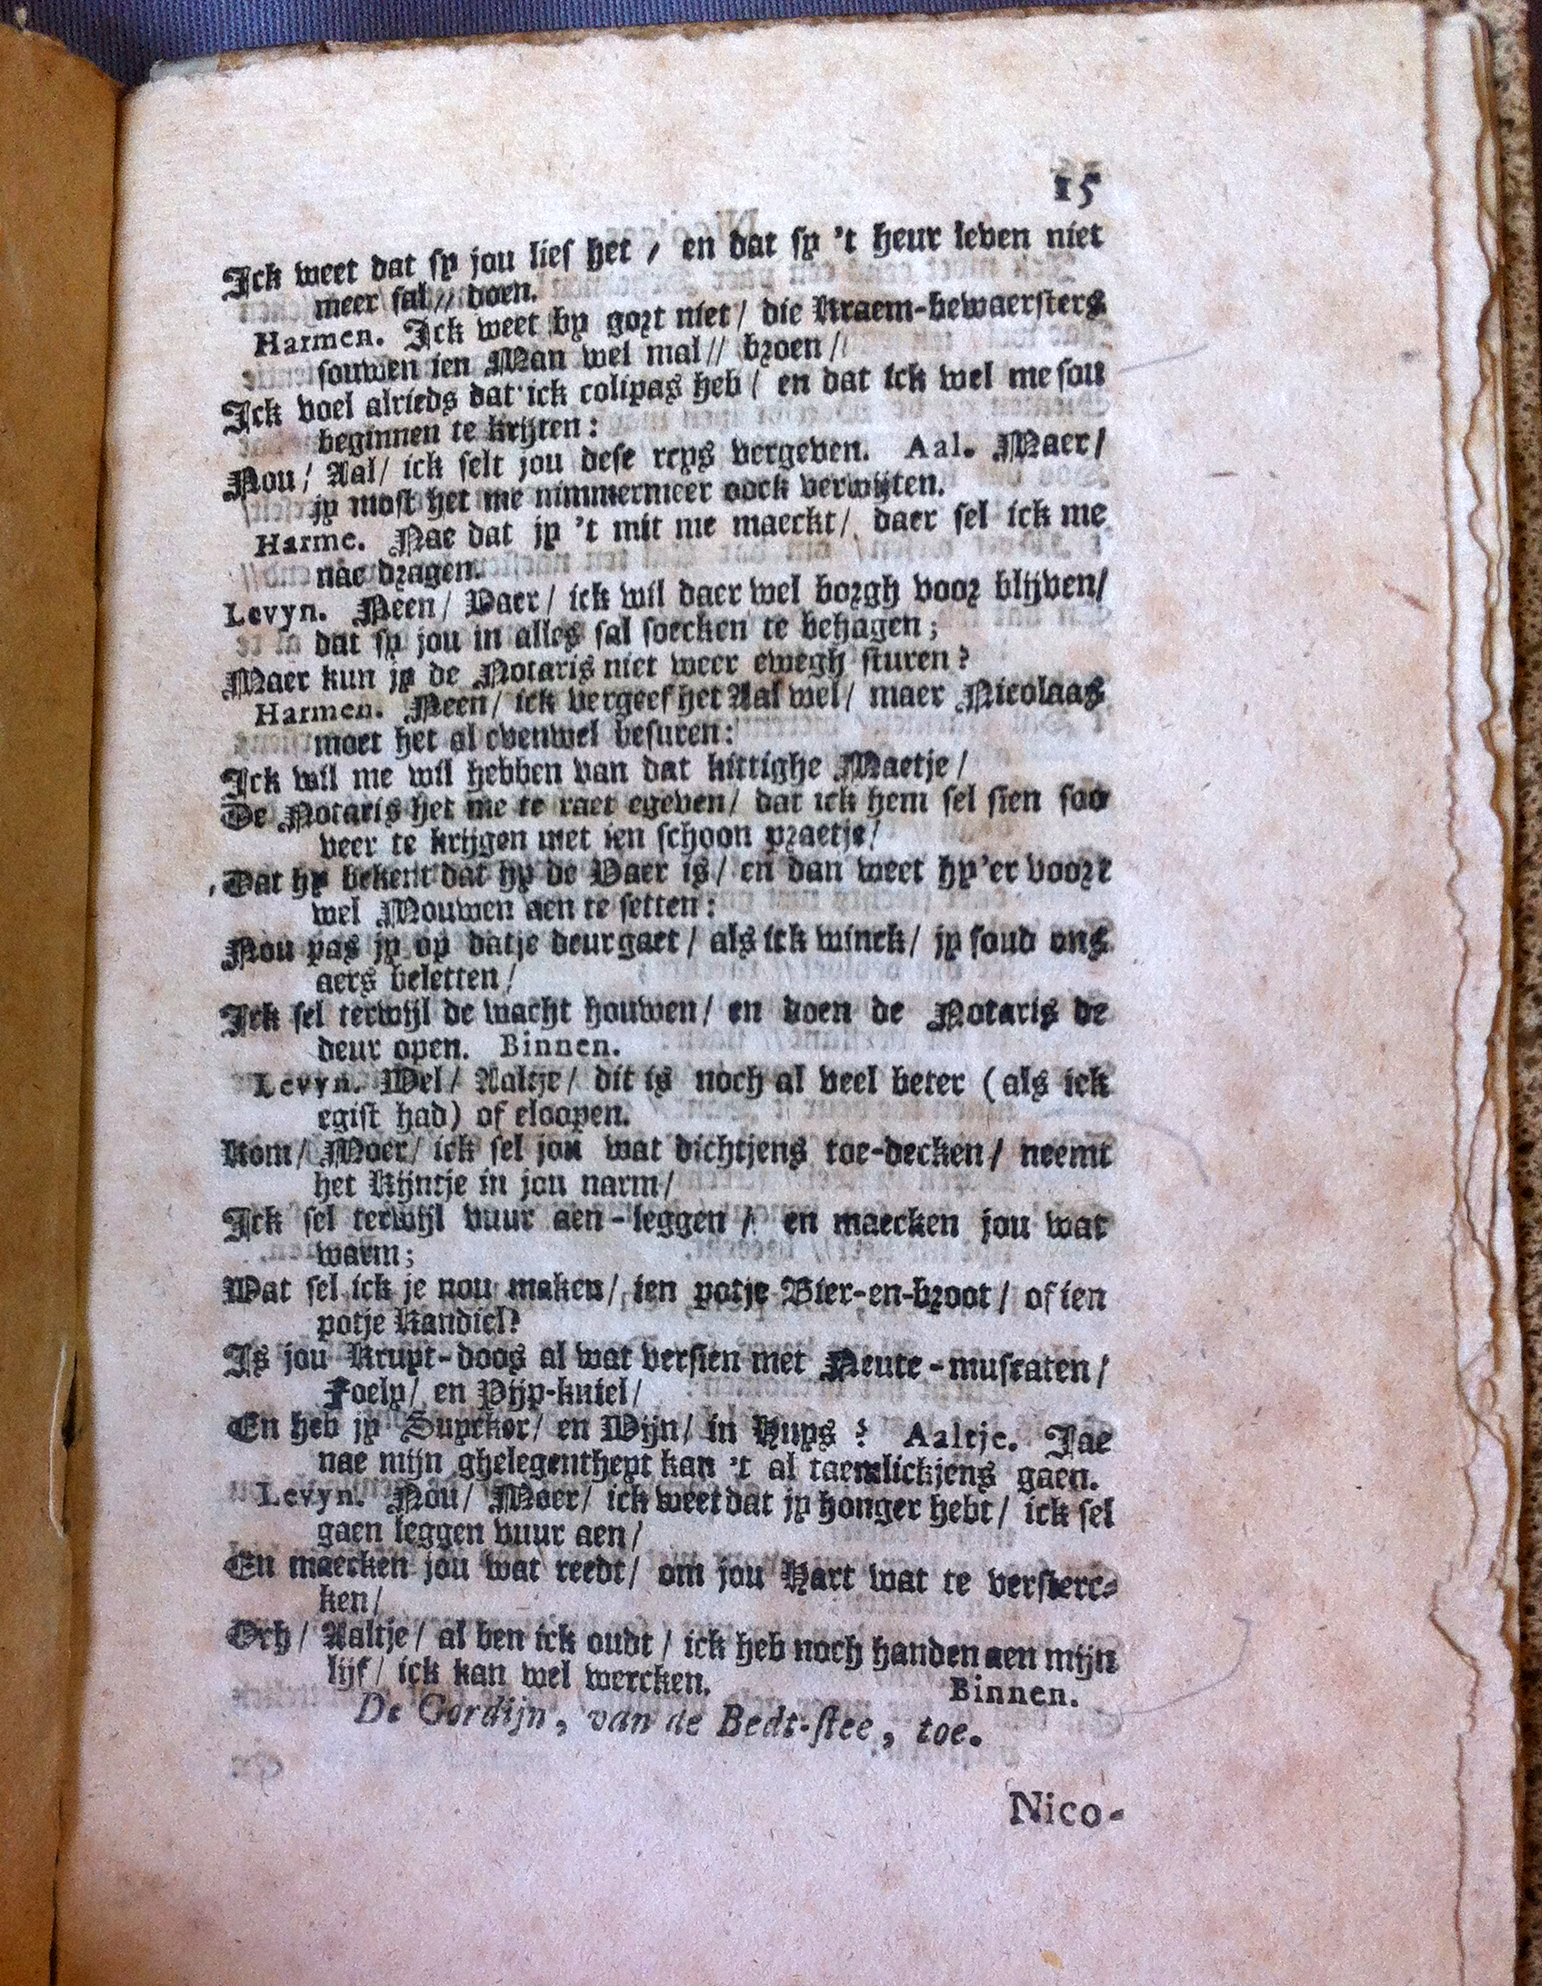 15
Ick weet dat sy jou lief het / en dat sy 't heur leven niet
meer sal // doen.
Harmen. Ick weet hy gort niet / die Kraem-bewaersters
souwen ien Man wel mal // broen //
Ick voel alrieds dat ick colipas heb / en dat ick wel me sou
beginnen te krijten :
Nou / Aal / ick selt jou dese reys vergeven. Aal. Maer /
jy most het me nimmermeer oock verwijten.
Harme. Nae dat jy 't mit me maeckt / daer sel ick me
nae dragen.
Levyn. Neen / Vaer / ick wil daer wel borgh voor blijven /
dat sy jou in alles sal soecken te behagen ;
Maer kun jy de Notaris niet weer ewegh sturen ?
Harmen. Neen / ick vergeef het Aal wel / maer Nicolaas
moet het al evenwel besuren :
Ick wil me wil hebben van dat kittighe Maetje /
De Notaris het me te raet egeven / dat ick hem sel sien soo
veer te krijgen met ien schoon praetje /
Dat hy bekent dat hy de Vaer is / en dan weet hy 'er voort
wel Mouwen aen te setten :
Nou pas jy op datje deurgaet / als ick winck / jy soud ons
aers beletten /
Ick sel terwijl de wacht houwen / en doen de Notaris de
deur open. Binnen.
Levyn. Wel / Aaltje / dit is noch al veel beter (als ick
egist had) of eloopen.
Kom / Moer / ick sel jou wat dichtjens toe-decken / neemt
het Kijntje in jou narm /
Ick sel terwijl vuur aen-leggen / en maecken jou wat
warm ;
Wat sel ick je nou maken / ien potje Bier-en-broot / of ien
potje Kandiel?
Is jou Kruyt-doos al wat versien met Neute-muscaten /
Foely / en Pijp-kniel /
En heb jy Suycker / en Wijn / in Huys ? Aaltje. Jae
nae mijn ghelegentheyt kan 't al taemlickjens gaen.
Levyn. Nou / Moer / ick weet dat jy honger hebt / ick sel
gaen leggen vuur aen /
En maecken jou wat reedt / om jou Hart wat te versterc-
ken /
Och / Aaltje / al ben ick oudt / ick heb noch handen aen mijn
lijf / ick kan wel wercken. Binnen.
De Gordijn, van de Bedt-stee, toe.
Nico-